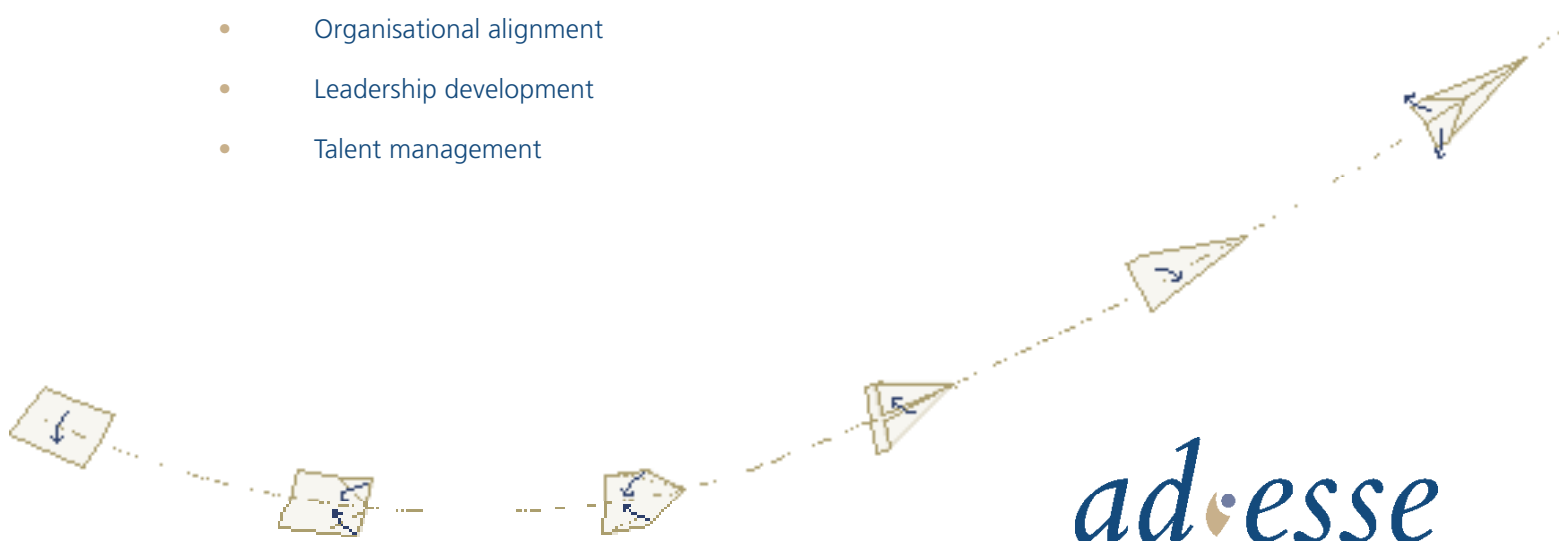 • Organisational alignment
• Leadership development
• Talent management
ad esse